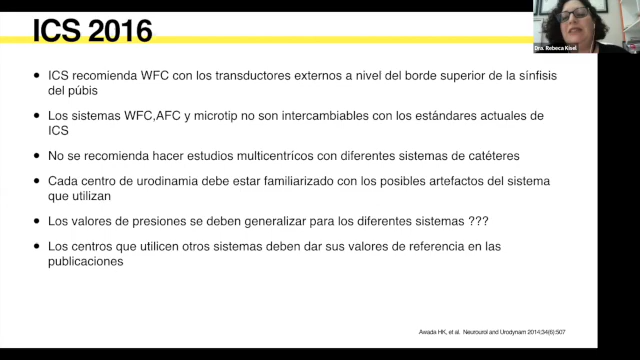 ICS 2016
Dra. Rebeca Kisel
• ICS recomienda WFC con los transductores externos a nivel del borde superior de la sínfisis
del púbis
• Los sistemas WFC,AFC y microtip no son intercambiables con los estándares actuales de
ICS
• No se recomienda hacer estudios multicentrícos con diferentes sistemas de catéteres
• Cada centro de urodinamia debe estar familiarizado con los posibles artefactos del sistema
que utilizan
• Los valores de presiones se deben generalizar para los diferentes sistemas ???
• Los centros que utilicen otros sistemas deben dar sus valores de referencia en las
publicaciones
Awada HK, et al. Neurourol and Urodynam 2014;34(6):507